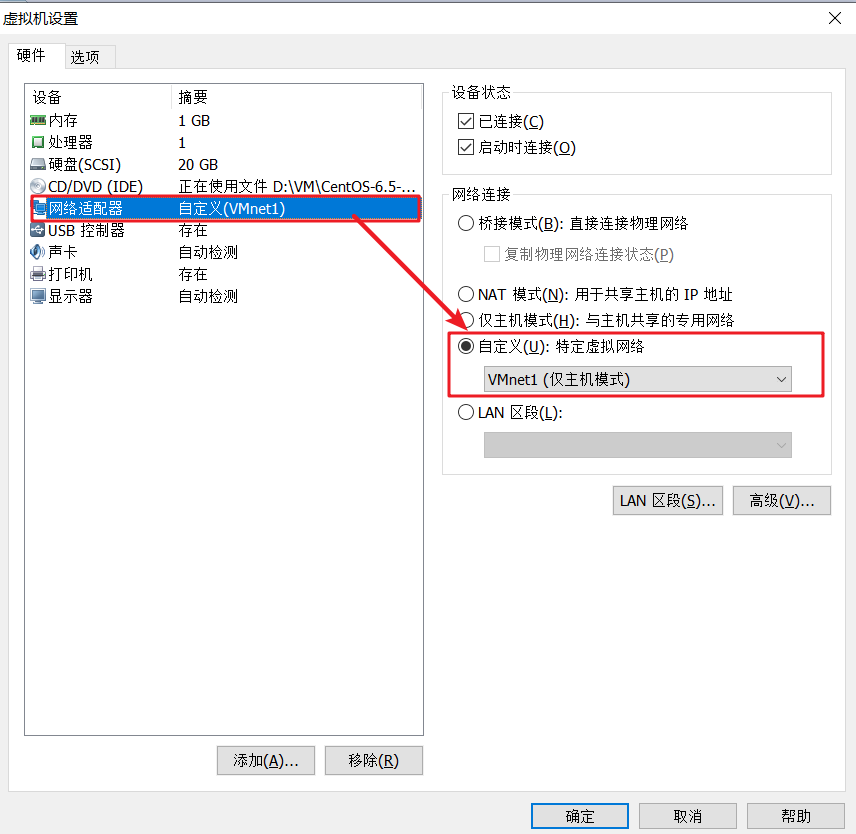 虚拟机设置
硬件 选项
设备 摘要
内存 1 GB
处理器 1
硬盘(SCSI) 20 GB
CD/DVD (IDE) 正在使用文件 D:\VM\CentOS-6.5-...
网络适配器 自定义(VMnet1)
USB 控制器 存在
声卡 自动检测
打印机 存在
显示器 自动检测
添加(A)... 移除(R)
设备状态
已连接(C)
启动时连接(O)
网络连接
桥接模式(B): 直接连接物理网络
复制物理网络连接状态(P)
NAT 模式(N): 用于共享主机的 IP 地址
仅主机模式(H): 与主机共享的专用网络
自定义(U): 特定虚拟网络
VMnet1 (仅主机模式)
LAN 区段(L):
LAN 区段(S)... 高级(V)...
确定 取消 帮助